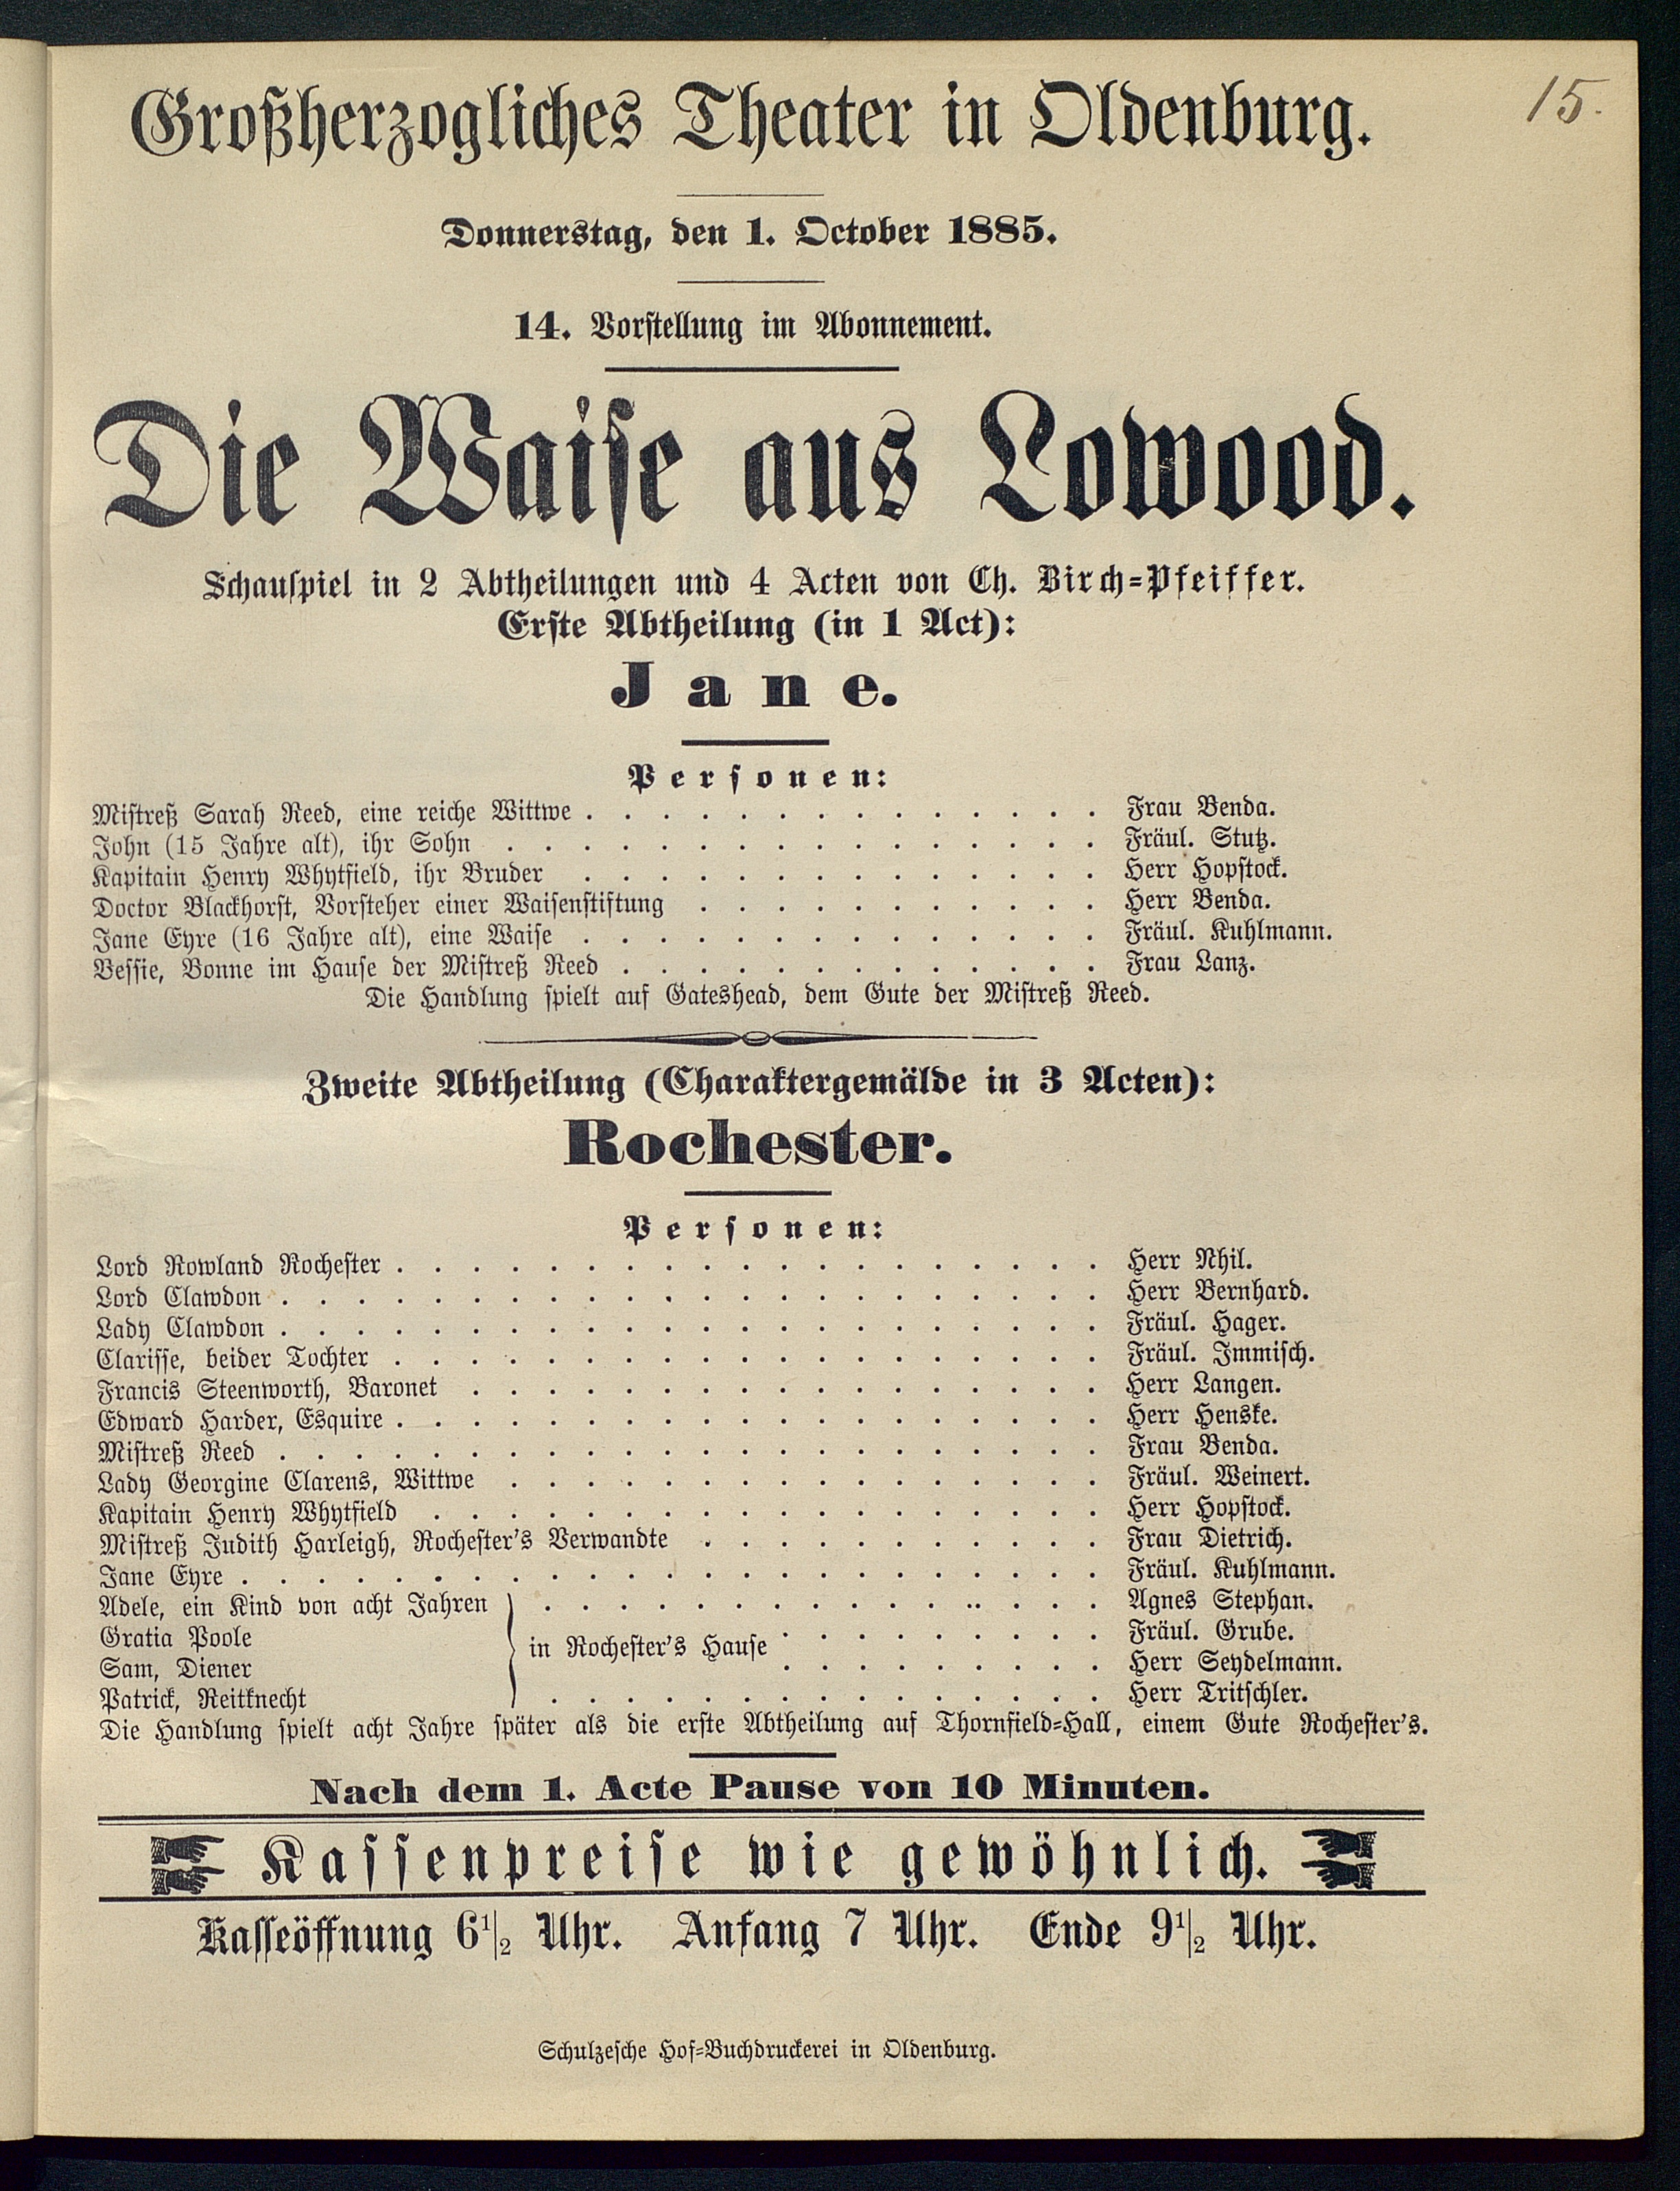 15.
Großherzogliches Theater in Oldenburg.
Donnerstag, den 1. October 1885.
14. Vorstellung im Abonnement.
Die Waise aus Lowood.
Schauspiel in 2 Abtheilungen und 4 Acten von Ch. Birch-Pfeiffer.
Erste Abtheilung (in 1 Act):
Jane.
Personen:
Mistreß Sarah Reed, eine reiche Wittwe . . . . . . . . . . . . . . Frau Benda.
John (15 Jahre alt), ihr Sohn . . . . . . . . . . . . . . . . Fräul. Stutz.
Kapitain Henry Whytfield, ihr Bruder . . . . . . . . . . . . . . Herr Hopstock.
Doctor Blackhorst, Vorsteher einer Waisenstiftung . . . . . . . . . . . Herr Benda.
Jane Eyre (16 Jahre alt), eine Waise . . . . . . . . . . . . . . Fräul. Kuhlmann.
Bessie, Bonne im Hause der Mistreß Reed . . . . . . . . . . . . . Frau Lanz.
Die Handlung spielt auf Gateshead, dem Gute der Mistreß Reed.
Zweite Abtheilung (Charaktergemälde in 3 Acten):
Rochester.
Personen:
Lord Rowland Rochester . . . . . . . . . . . . . . . . . . . Herr Nhil.
Lord Clawdon . . . . . . . . . . . . . . . . . . . . . . Herr Bernhard.
Lady Clawdon . . . . . . . . . . . . . . . . . . . . . . Fräul. Hager.
Clarisse, beider Tochter . . . . . . . . . . . . . . . . . . . Fräul. Immisch.
Francis Steenworth, Baronet . . . . . . . . . . . . . . . . . Herr Langen.
Edward Harder, Esquire . . . . . . . . . . . . . . . . . . . Herr Henske.
Mistreß Reed . . . . . . . . . . . . . . . . . . . . . . Frau Benda.
Lady Georgine Clarens, Wittwe . . . . . . . . . . . . . . . . Fräul. Weinert.
Kapitain Henry Whytfield . . . . . . . . . . . . . . . . . . Herr Hopstock.
Mistreß Judith Harleigh, Rochester's Verwandte . . . . . . . . . . . Frau Dietrich.
Jane Eyre . . . . . . . . . . . . . . . . . . . . . . . Fräul. Kuhlmann.
Adele, ein Kind von acht Jahren . . . . . . . . . . . . . . . Agnes Stephan.
Gratia Poole . . . . . . . . . Fräul. Grube.
in Rochester's Hause
Sam, Diener . . . . . . . . . Herr Seydelmann.
Patrick, Reitknecht . . . . . . . . . . . . . . . Herr Tritschler.
Die Handlung spielt acht Jahre später als die erste Abtheilung auf Thornfield-Hall, einem Gute Rochester's.
Nach dem 1. Acte Pause von 10 Minuten.
Kassenpreise wie gewöhnlich.
Kasseöffnung 6 1/2 Uhr. Anfang 7 Uhr. Ende 9 1/2 Uhr.
Schulzesche Hof-Buchdruckerei in Oldenburg.